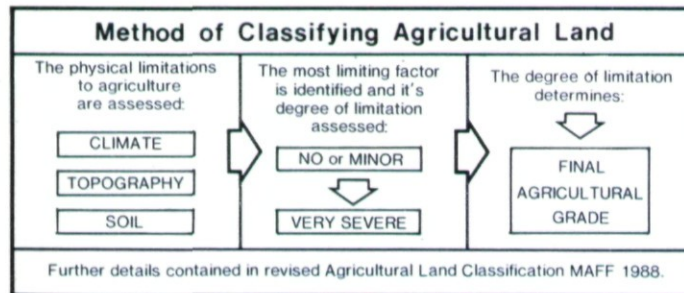 Method of Classifying Agricultural Land
The physical limitations
to agriculture
are assessed:
CLIMATE
TOPOGRAPHY
SOIL
The most limiting factor
is identified and it's
degree of limitation
assessed:
NO or MINOR
VERY SEVERE
The degree of limitation
determines:
FINAL
AGRICULTURAL
GRADE
Further details contained in revised Agricultural Land Classification MAFF 1988.